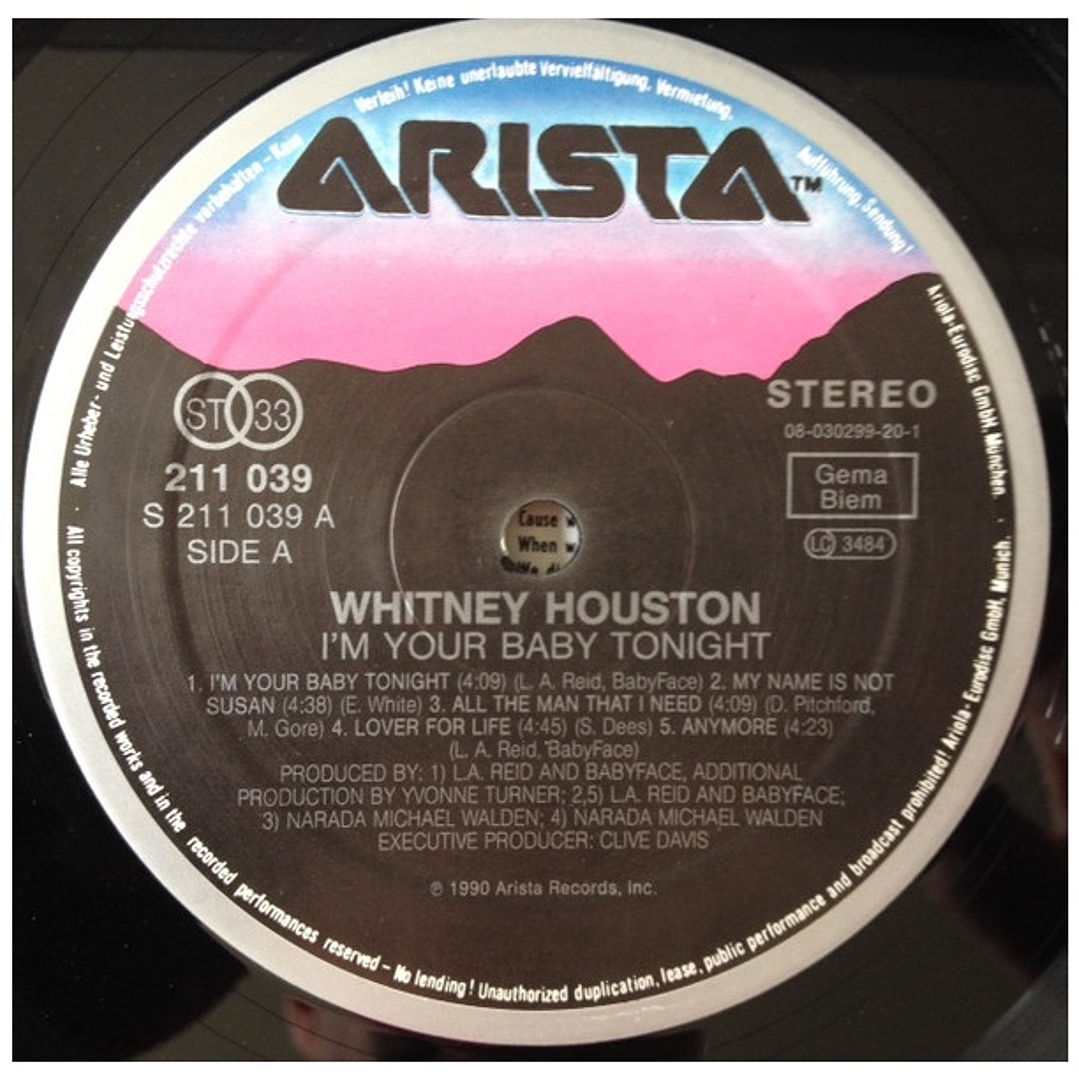 Alle Urheber- und Leistungsschutzrechte vorbehalten - Kein Verleih! Keine unerlaubte Vervielfältigung, Vermietung, Aufführung, Sendung!
ARISTA™
Ariola-Eurodisc GmbH, München.
ST 33
STEREO
08-030299-20-1
211 039
Gema
Biem
S 211 039 A
LC 3484
SIDE A
Cause
When
WHITNEY HOUSTON
I'M YOUR BABY TONIGHT
1. I'M YOUR BABY TONIGHT (4:09) (L. A. Reid, BabyFace) 2. MY NAME IS NOT
SUSAN (4:38) (E. White) 3. ALL THE MAN THAT I NEED (4:09) (D. Pitchford,
M. Gore) 4. LOVER FOR LIFE (4:45) (S. Dees) 5. ANYMORE (4:23)
(L. A. Reid, BabyFace)
PRODUCED BY: 1) L.A. REID AND BABYFACE, ADDITIONAL
PRODUCTION BY YVONNE TURNER; 2,5) L.A. REID AND BABYFACE;
3) NARADA MICHAEL WALDEN; 4) NARADA MICHAEL WALDEN
EXECUTIVE PRODUCER: CLIVE DAVIS
℗ 1990 Arista Records, Inc.
· All copyrights in the recorded works and in the recorded performances reserved - No lending! Unauthorized duplication, lease, public performance and broadcast prohibited! Ariola-Eurodisc GmbH, Munich. ·